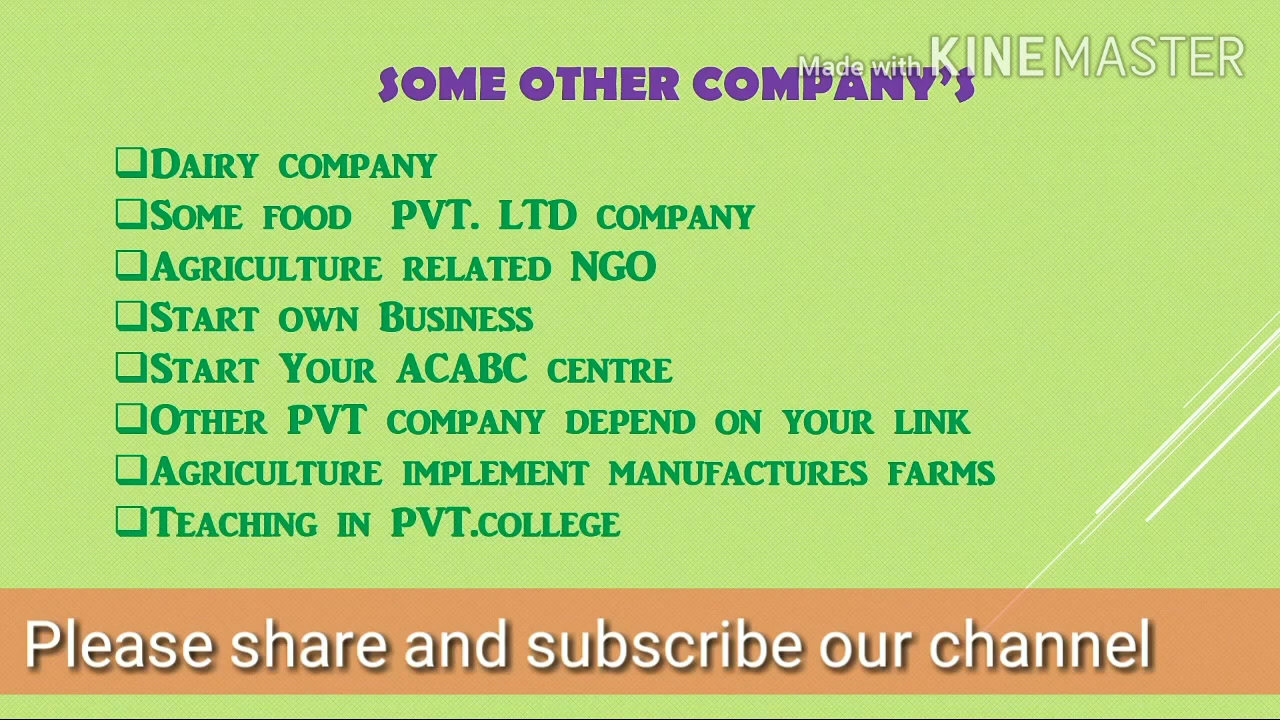 Made with KINEMASTER
SOME OTHER COMPANY'S
❑DAIRY COMPANY
❑SOME FOOD PVT. LTD COMPANY
❑AGRICULTURE RELATED NGO
❑START OWN BUSINESS
❑START YOUR ACABC CENTRE
❑OTHER PVT COMPANY DEPEND ON YOUR LINK
❑AGRICULTURE IMPLEMENT MANUFACTURES FARMS
❑TEACHING IN PVT.COLLEGE
Please share and subscribe our channel